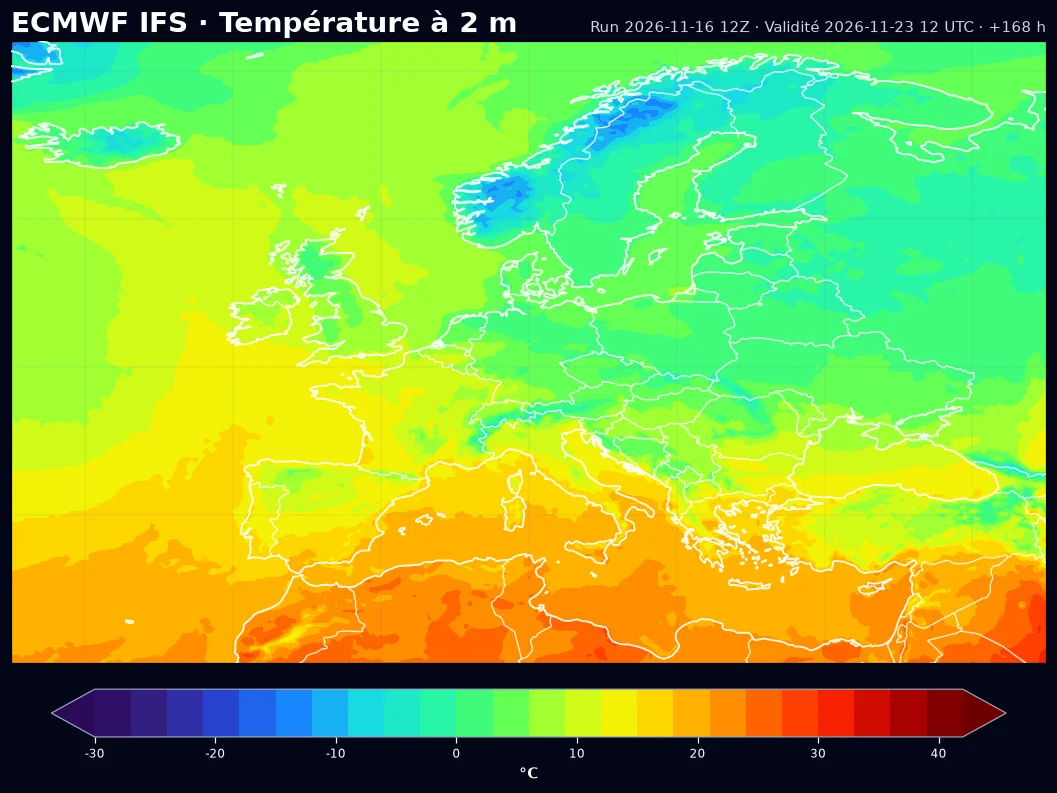 ECMWF IFS · Température à 2 m
Run 2026-11-16 12Z · Validité 2026-11-23 12 UTC · +168 h
-30 -20 -10 0 10 20 30 40
°C